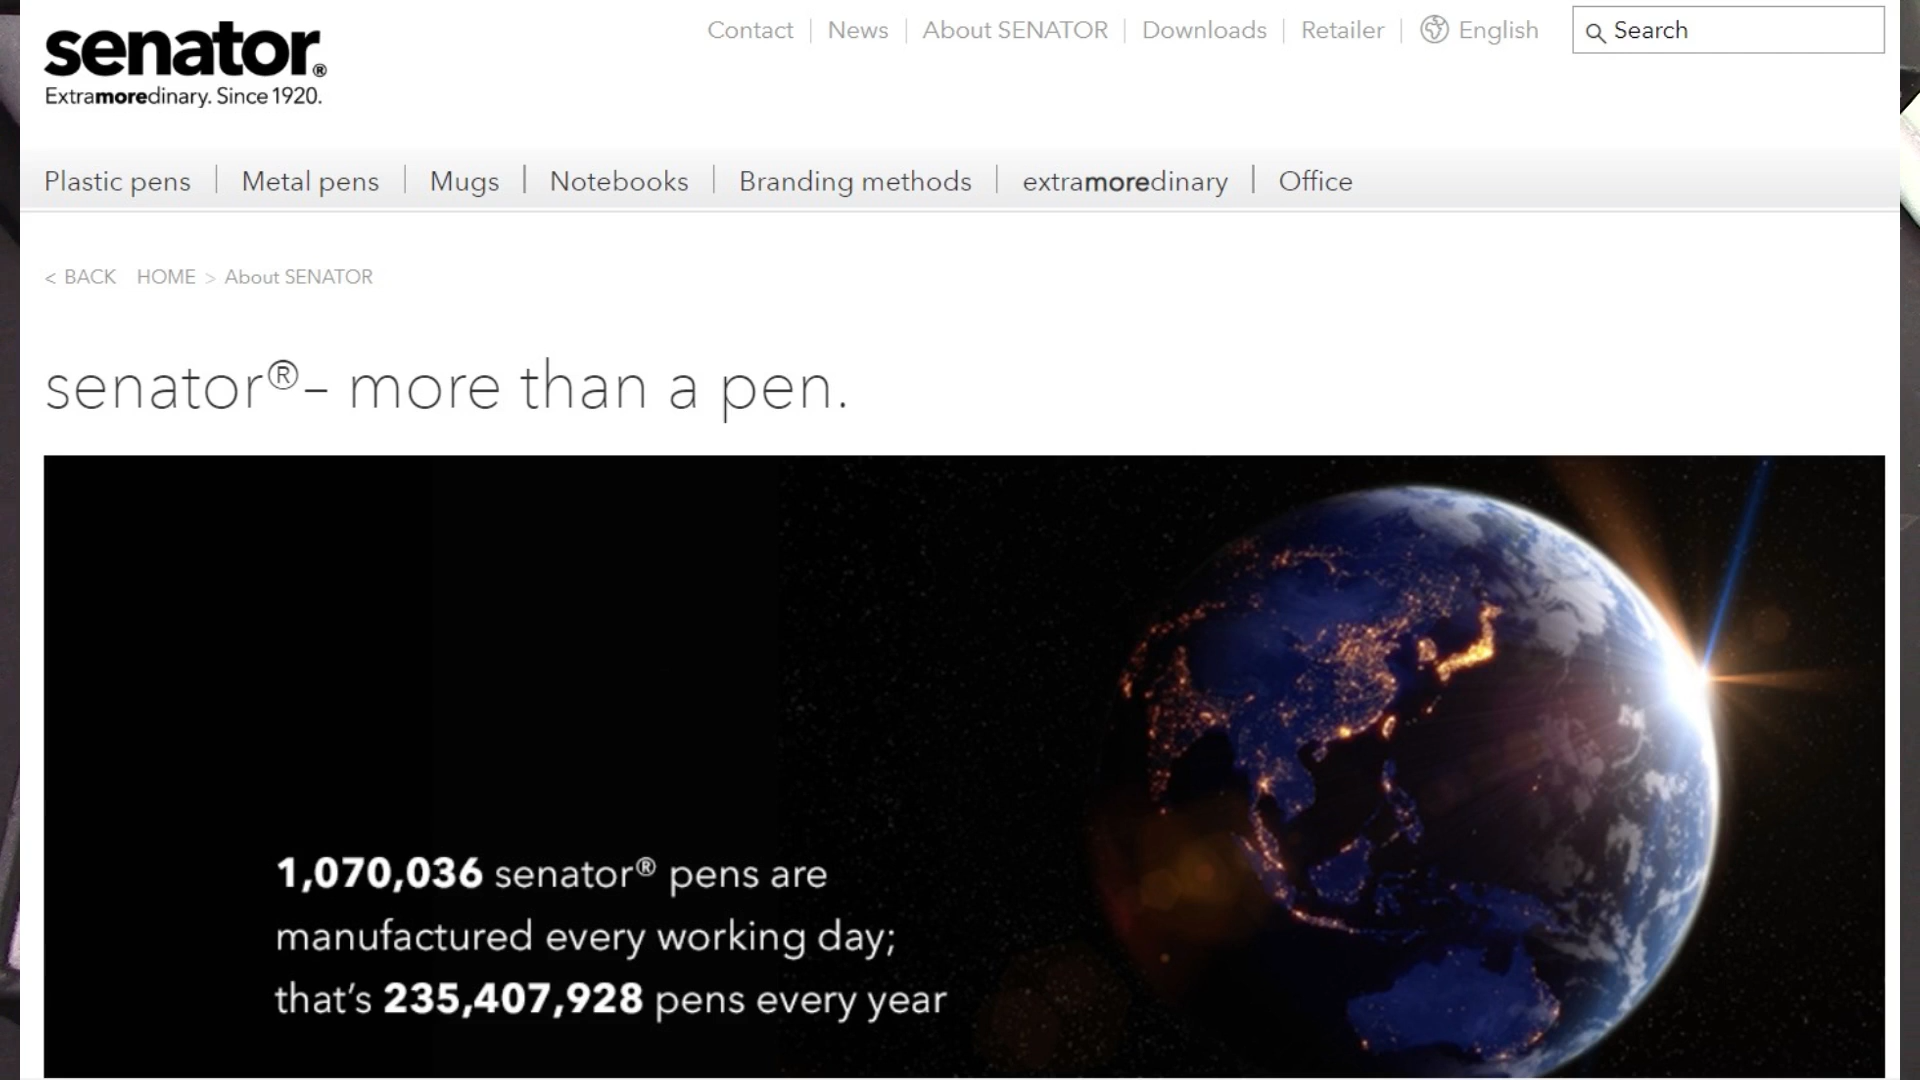 senator®
Extramoredinary. Since 1920.
Contact | News | About SENATOR | Downloads | Retailer | English
Search
Plastic pens | Metal pens | Mugs | Notebooks | Branding methods | extramoredinary | Office
< BACK HOME > About SENATOR
senator®– more than a pen.
1,070,036 senator® pens are
manufactured every working day;
that's 235,407,928 pens every year